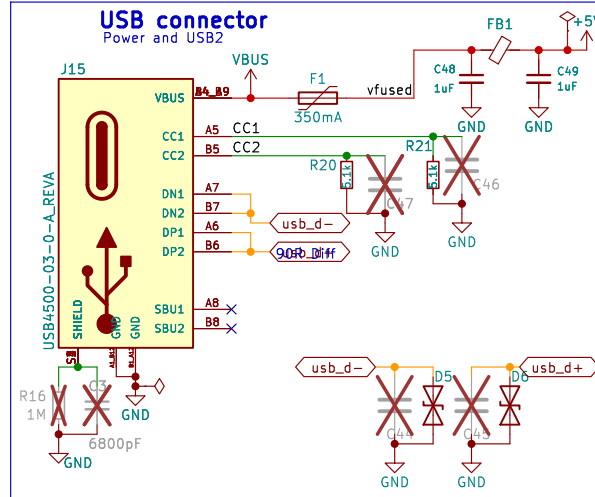 USB connector
Power and USB2
J15
VBUS
F1
350mA
vfused
FB1
+5V
C48
1uF
C49
1uF
GND
GND
VBUS
CC1
A5
CC1
CC2
B5
CC2
R20
5.1k
C47
GND
R21
5.1k
C46
GND
DN1
A7
DN2
B7
usb_d-
DP1
A6
DP2
B6
90R Diff
SBU1
A8
SBU2
B8
USB4500-03-0-A_REVA
SHIELD
GND
GND
R16
1M
C3
6800pF
GND
GND
usb_d-
C44
D5
GND
C45
D6
usb_d+
GND